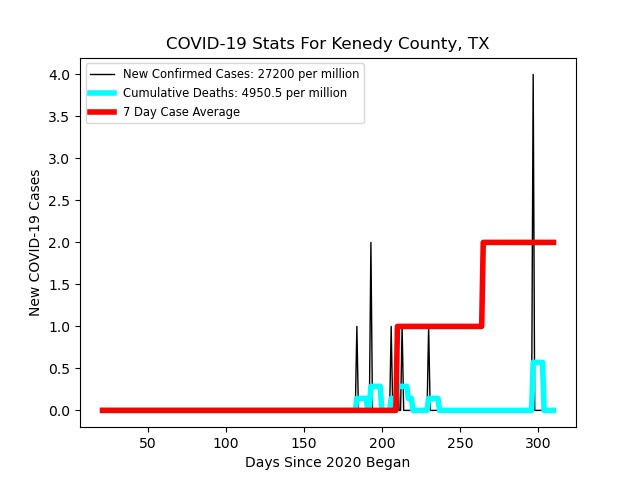 COVID-19 Stats For Kenedy County, TX
New Confirmed Cases: 27200 per million
Cumulative Deaths: 4950.5 per million
7 Day Case Average
New COVID-19 Cases
4.0
3.5
3.0
2.5
2.0
1.5
1.0
0.5
0.0
50 100 150 200 250 300
Days Since 2020 Began